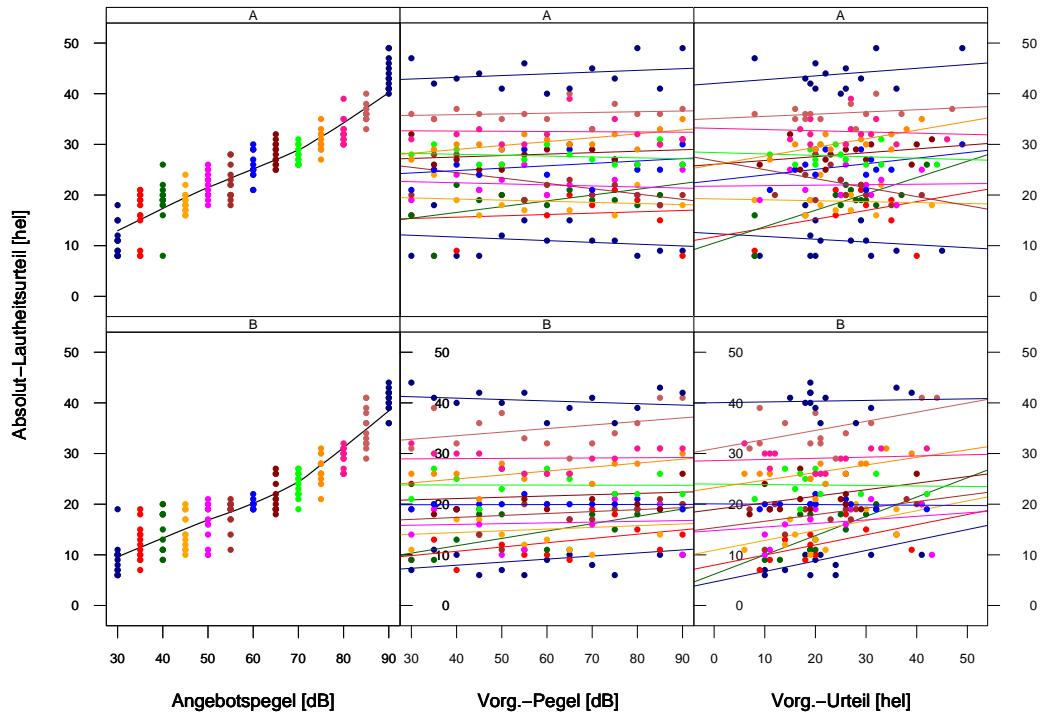 A A A
50 50
40 40
30 30
20 20
10 10
0 0
B B B
50 50 50 50
40 40 40 40
30 30 30 30
20 20 20 20
10 10 10 10
0 0 0 0
30 40 50 60 70 80 90 30 40 50 60 70 80 90 0 10 20 30 40 50
Absolut−Lautheitsurteil [hel]
Angebotspegel [dB] Vorg.−Pegel [dB] Vorg.−Urteil [hel]